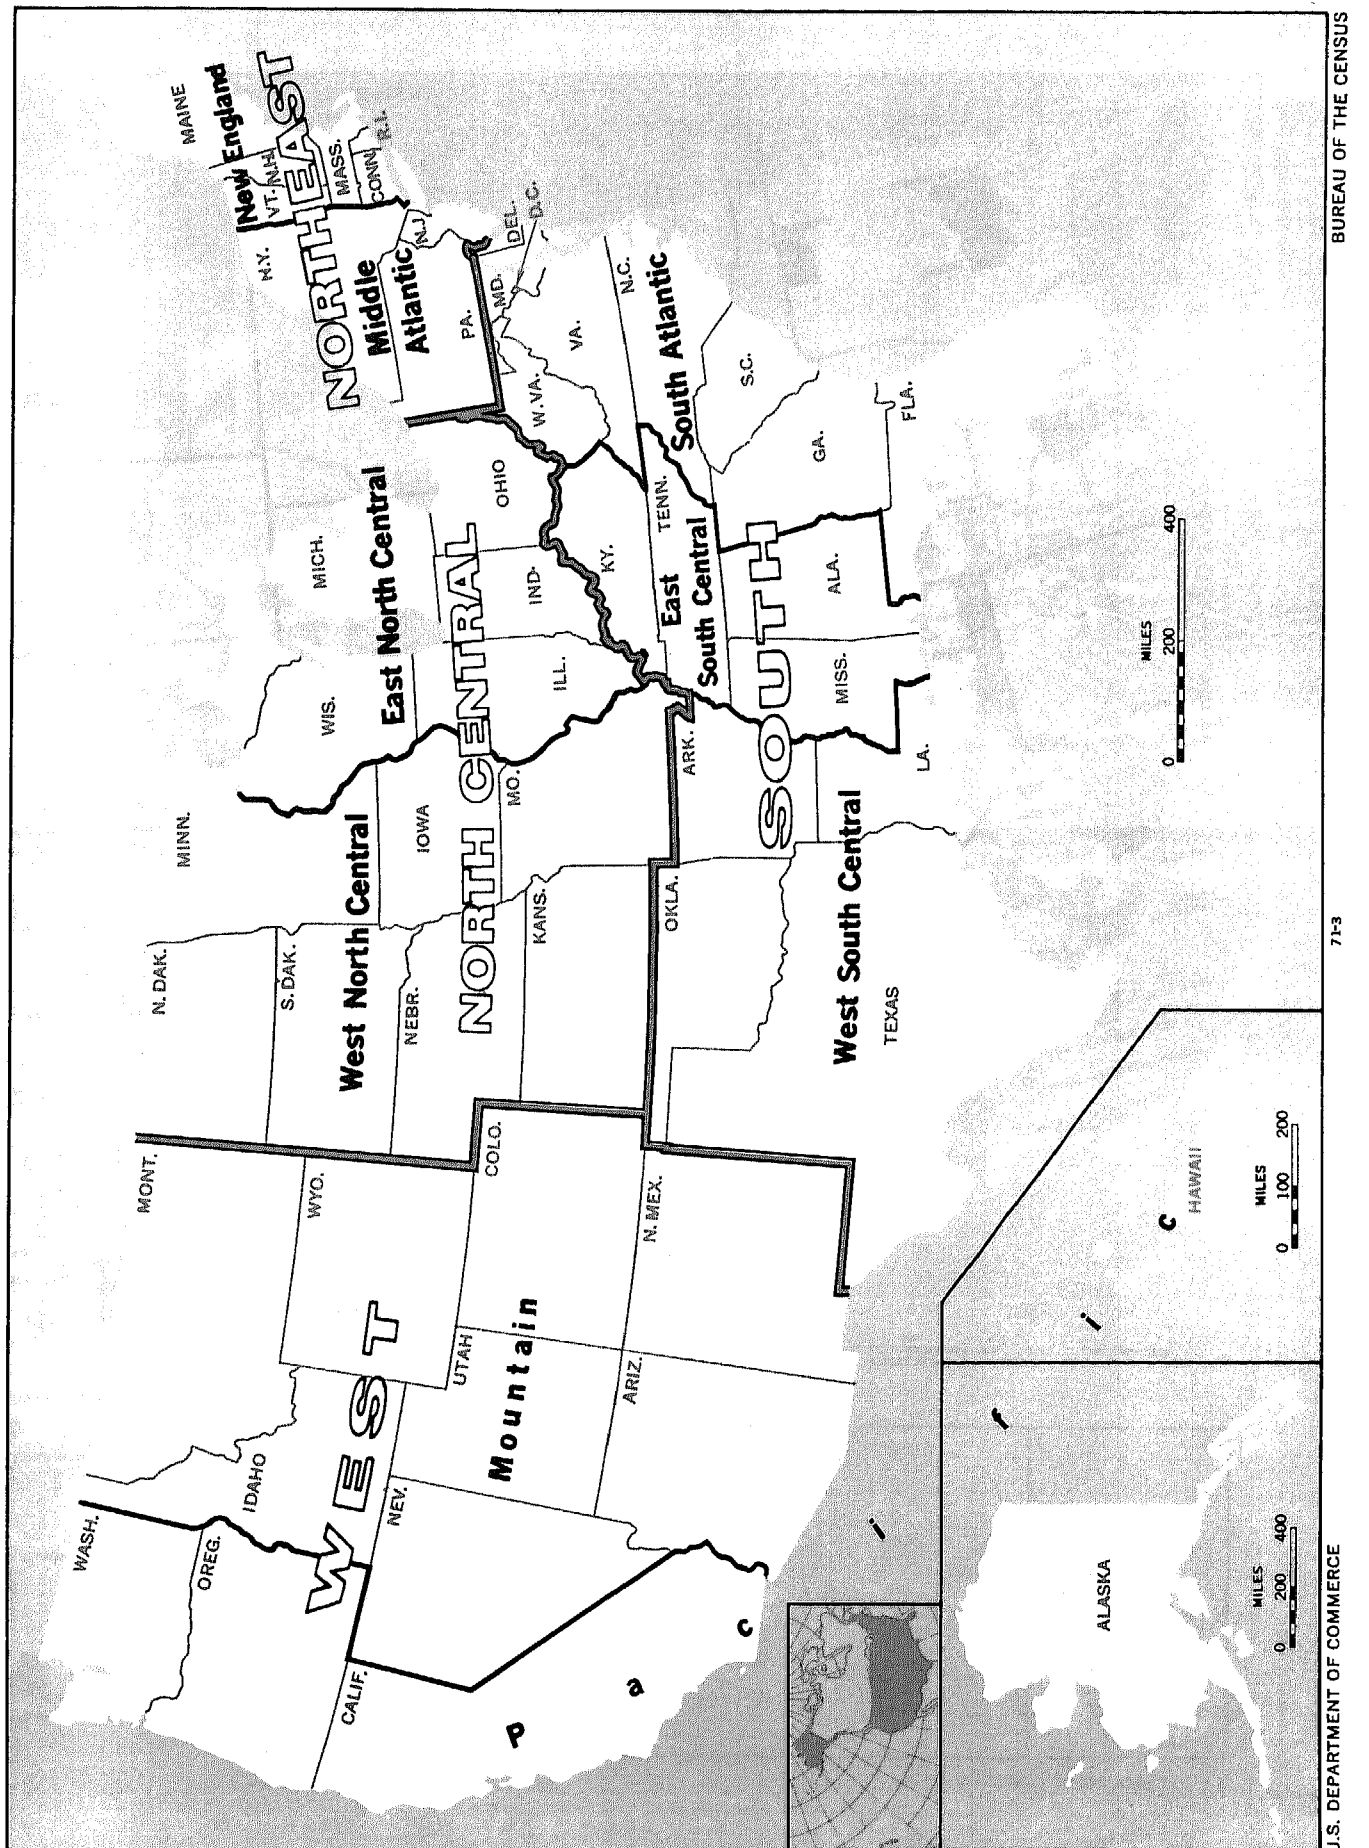 WASH.
OREG.
CALIF.
IDAHO
NEV.
MONT.
WYO.
UTAH
COLO.
ARIZ.
N. MEX.
WEST
Mountain
Pacific
N. DAK.
S. DAK.
NEBR.
KANS.
MINN.
IOWA
MO.
West North Central
NORTH CENTRAL
East North Central
WIS.
MICH.
ILL.
IND.
OHIO
NORTHEAST
New England
MAINE
VT.
N.H.
MASS.
CONN.
R.I.
Middle
Atlantic
N.Y.
N.J.
PA.
SOUTH
South Atlantic
DEL.
D.C.
MD.
VA.
W.VA.
N.C.
S.C.
GA.
FLA.
East
South Central
KY.
TENN.
ALA.
MISS.
West South Central
OKLA.
ARK.
LA.
TEXAS
ALASKA
MILES
0 200 400
HAWAII
MILES
0 100 200
MILES
0 200 400
U.S. DEPARTMENT OF COMMERCE
71-3
BUREAU OF THE CENSUS